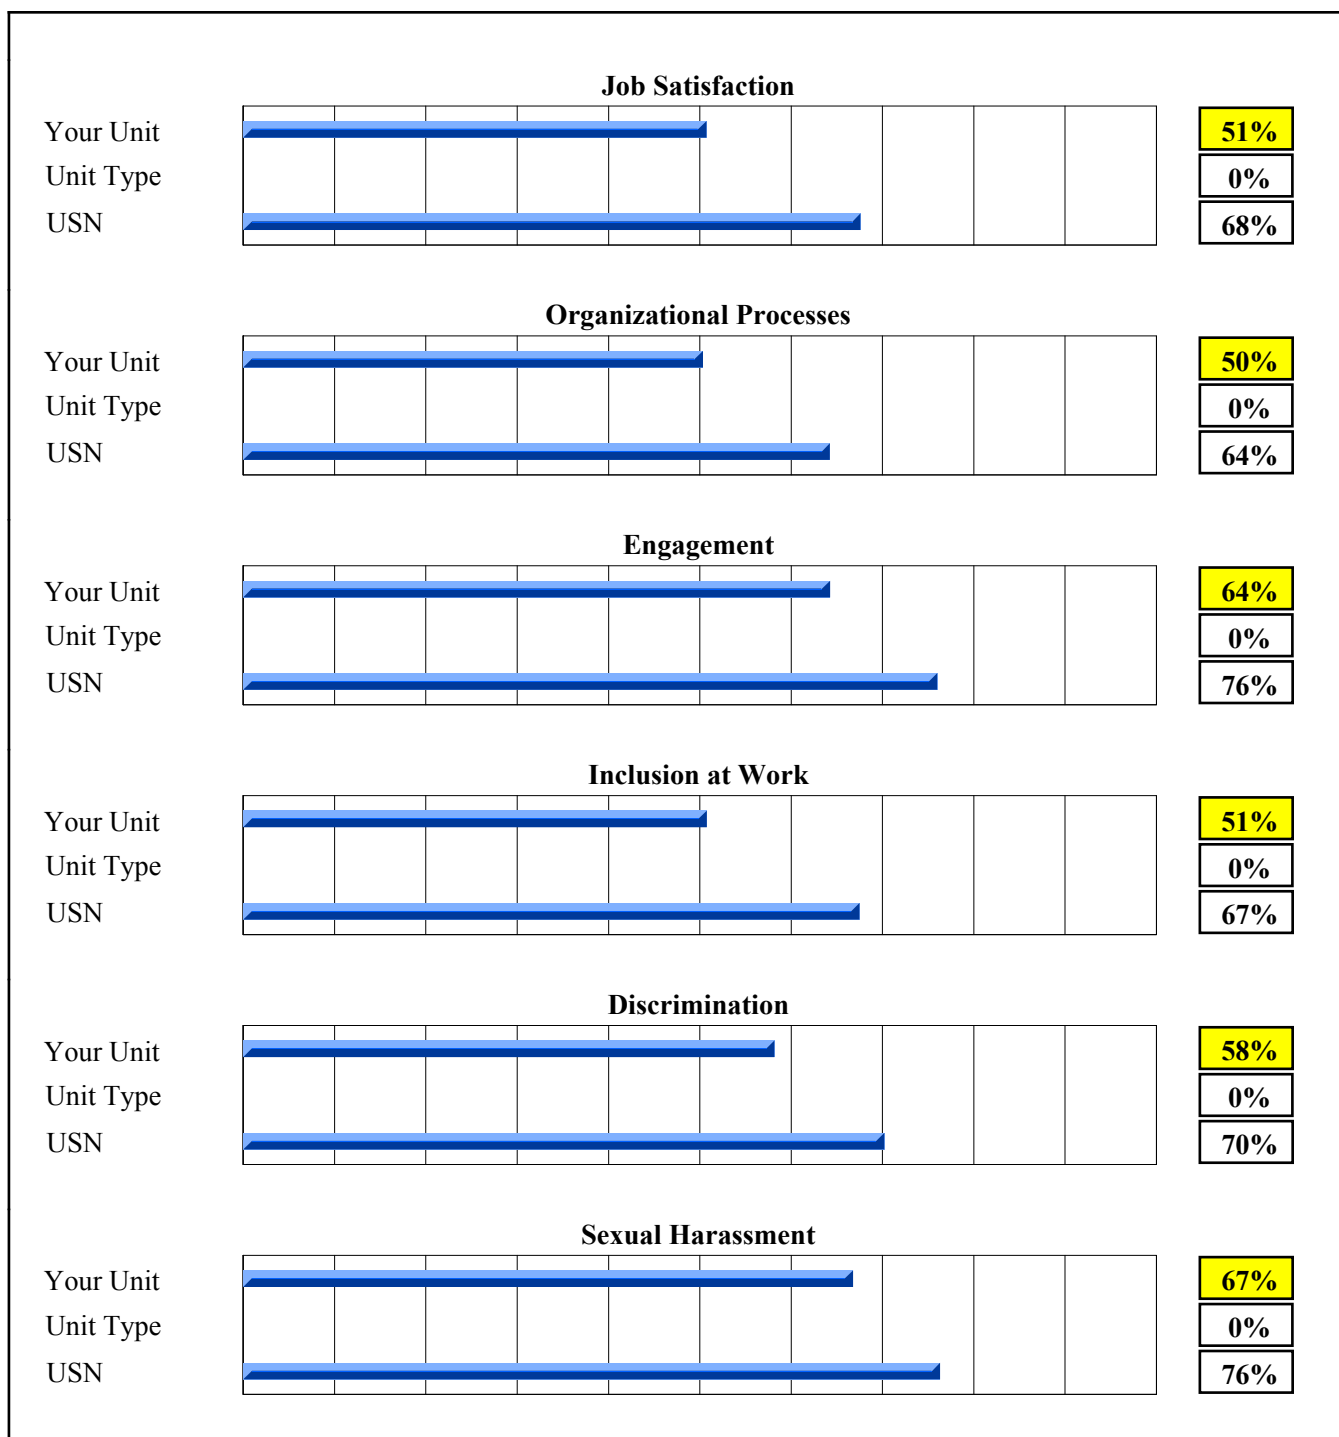 Job Satisfaction
Your Unit 51%
Unit Type 0%
USN 68%
Organizational Processes
Your Unit 50%
Unit Type 0%
USN 64%
Engagement
Your Unit 64%
Unit Type 0%
USN 76%
Inclusion at Work
Your Unit 51%
Unit Type 0%
USN 67%
Discrimination
Your Unit 58%
Unit Type 0%
USN 70%
Sexual Harassment
Your Unit 67%
Unit Type 0%
USN 76%